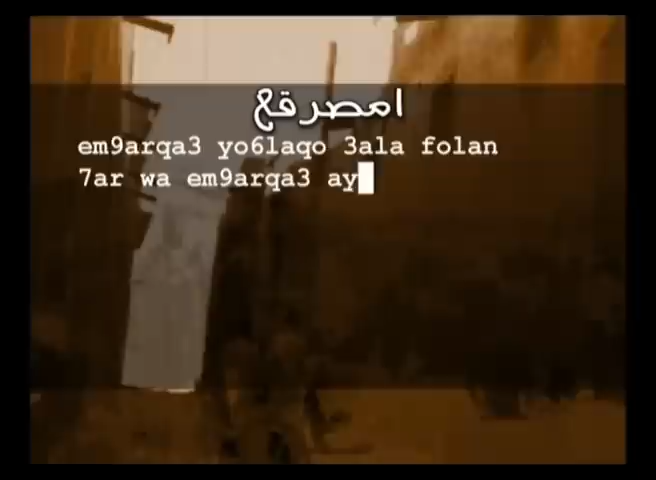 امصرقع
em9arqa3 yo6laqo 3ala folan
7ar wa em9arqa3 ay